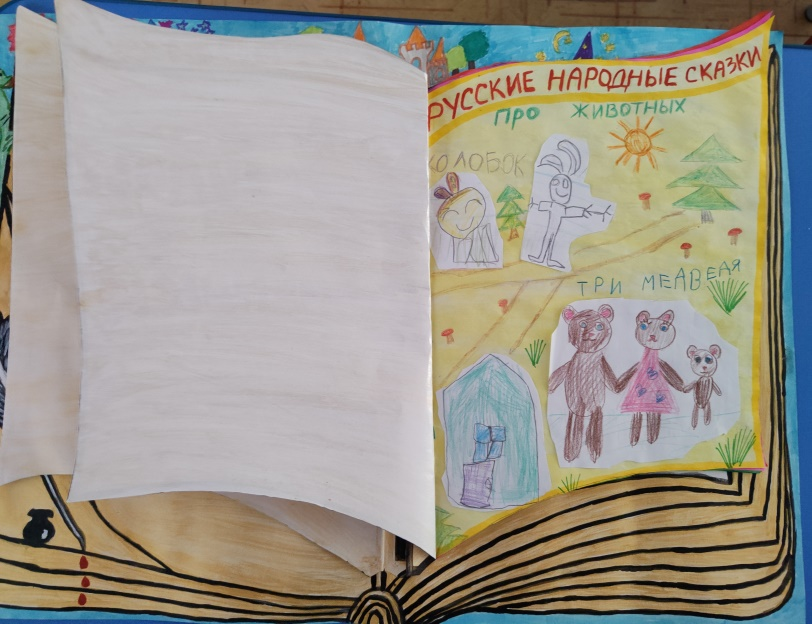 РУССКИЕ НАРОДНЫЕ СКАЗКИ
ПРО ЖИВОТНЫХ
КОЛОБОК
ТРИ МЕДВЕДЯ